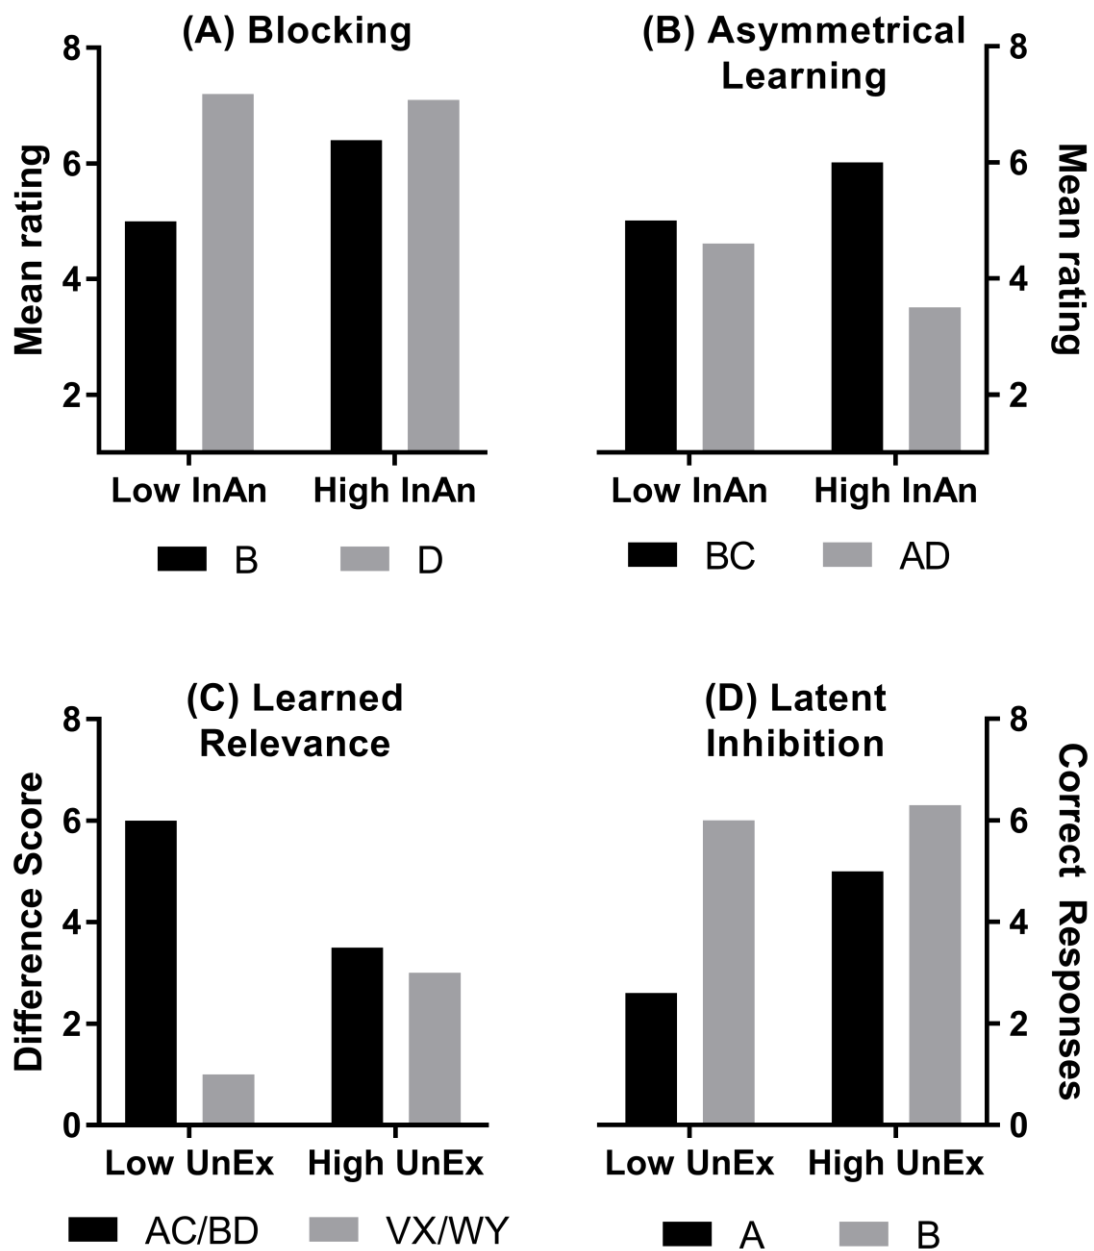 (A) Blocking
8
6
4
2
Mean rating
Low InAn High InAn
B D
(B) Asymmetrical
Learning
8
6
4
2
Mean rating
Low InAn High InAn
BC AD
(C) Learned
Relevance
8
6
4
2
0
Difference Score
Low UnEx High UnEx
AC/BD VX/WY
(D) Latent
Inhibition
8
6
4
2
0
Correct Responses
Low UnEx High UnEx
A B